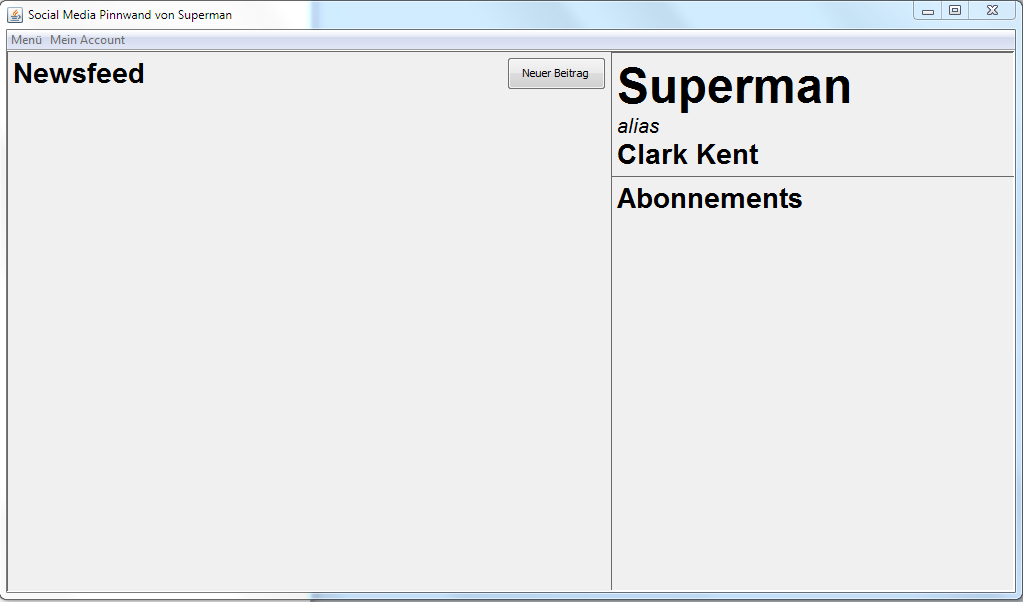 Social Media Pinnwand von Superman
Menü Mein Account
Newsfeed
Neuer Beitrag
Superman
alias
Clark Kent
Abonnements